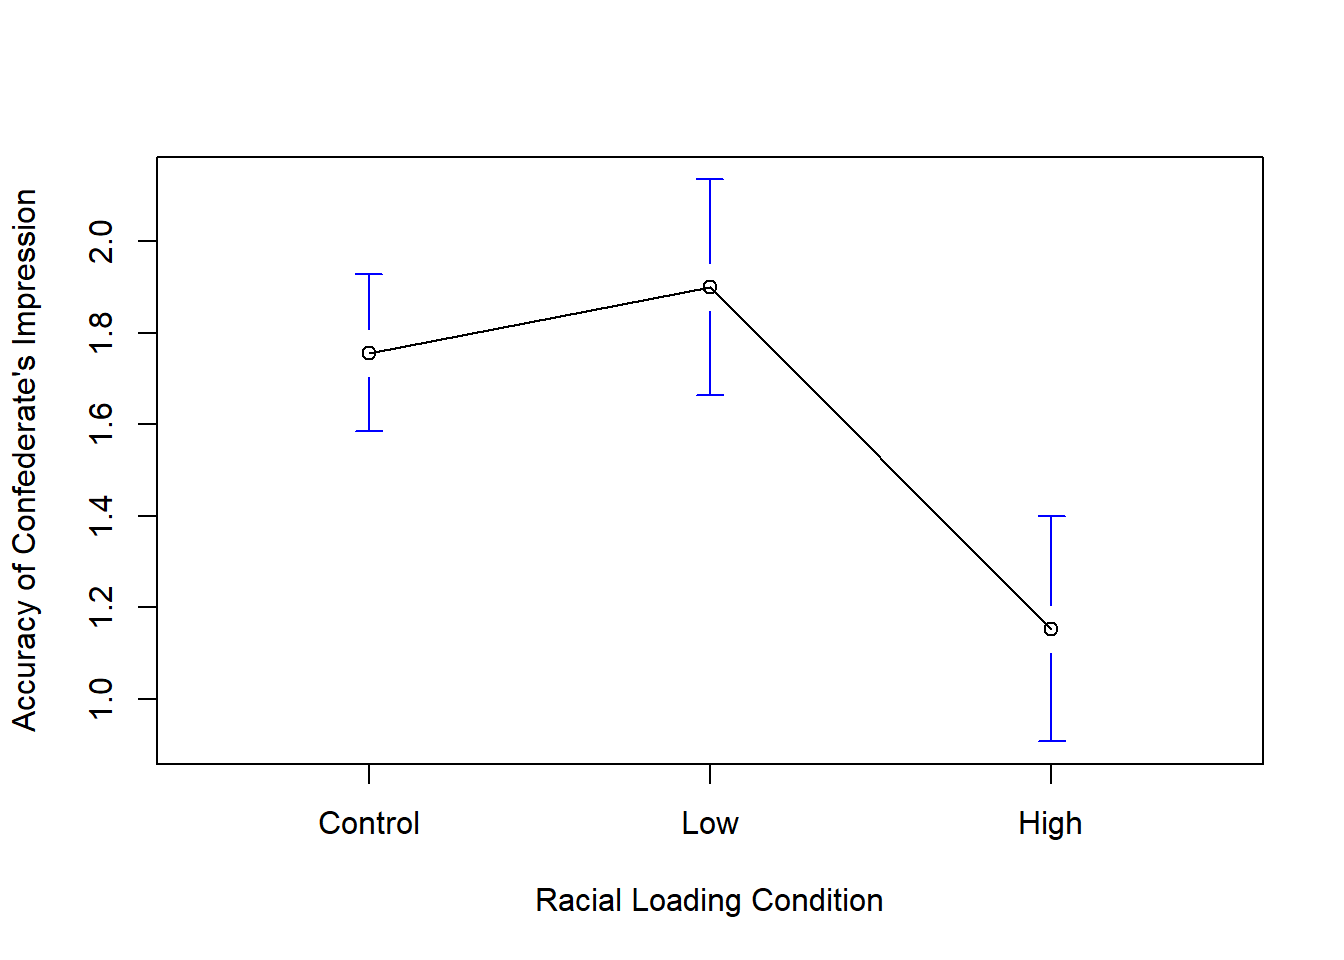 Accuracy of Confederate's Impression
2.0
1.8
1.6
1.4
1.2
1.0
Control Low High
Racial Loading Condition